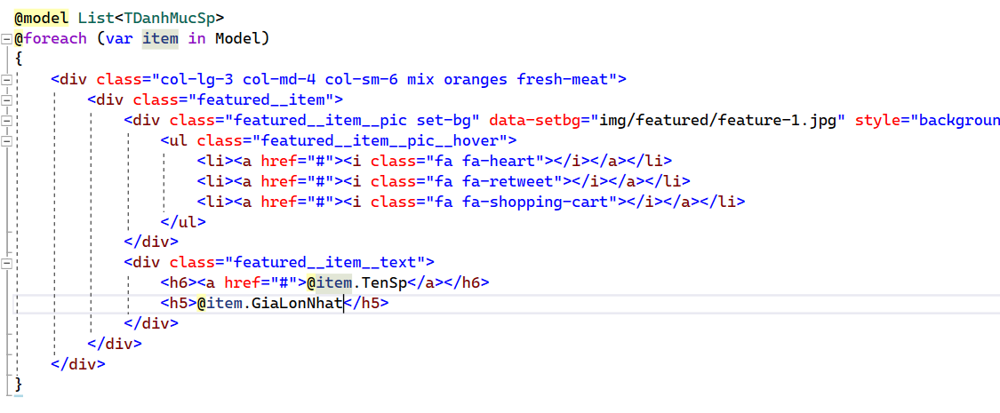 @model List<TDanhMucSp>
@foreach (var item in Model)
{
    <div class="col-lg-3 col-md-4 col-sm-6 mix oranges fresh-meat">
        <div class="featured__item">
            <div class="featured__item__pic set-bg" data-setbg="img/featured/feature-1.jpg" style="backgroun
                <ul class="featured__item__pic__hover">
                    <li><a href="#"><i class="fa fa-heart"></i></a></li>
                    <li><a href="#"><i class="fa fa-retweet"></i></a></li>
                    <li><a href="#"><i class="fa fa-shopping-cart"></i></a></li>
                </ul>
            </div>
            <div class="featured__item__text">
                <h6><a href="#">@item.TenSp</a></h6>
                <h5>@item.GiaLonNhat</h5>
            </div>
        </div>
    </div>
}